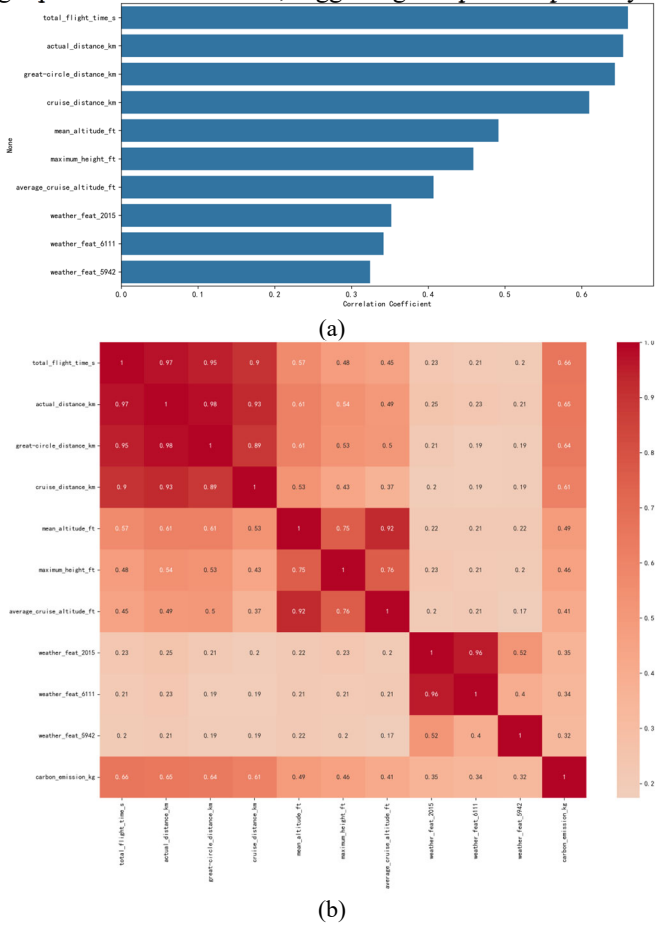 total_flight_time_s
actual_distance_km
great-circle_distance_km
cruise_distance_km
mean_altitude_ft
None
maximum_height_ft
average_cruise_altitude_ft
weather_feat_2015
weather_feat_6111
weather_feat_5942
0.0 0.1 0.2 0.3 0.4 0.5 0.6
Correlation Coefficient
(a)
total_flight_time_s 1 0.97 0.95 0.9 0.57 0.48 0.45 0.23 0.21 0.2 0.66
actual_distance_km 0.97 1 0.98 0.93 0.61 0.54 0.49 0.25 0.23 0.21 0.65
great-circle_distance_km 0.95 0.98 1 0.89 0.61 0.53 0.5 0.21 0.19 0.19 0.64
cruise_distance_km 0.9 0.93 0.89 1 0.53 0.43 0.37 0.2 0.19 0.19 0.61
mean_altitude_ft 0.57 0.61 0.61 0.53 1 0.75 0.92 0.22 0.21 0.22 0.49
maximum_height_ft 0.48 0.54 0.53 0.43 0.75 1 0.76 0.23 0.21 0.2 0.46
average_cruise_altitude_ft 0.45 0.49 0.5 0.37 0.92 0.76 1 0.2 0.21 0.17 0.41
weather_feat_2015 0.23 0.25 0.21 0.2 0.22 0.23 0.2 1 0.96 0.52 0.35
weather_feat_6111 0.21 0.23 0.19 0.19 0.21 0.21 0.21 0.96 1 0.4 0.34
weather_feat_5942 0.2 0.21 0.19 0.19 0.22 0.2 0.17 0.52 0.4 1 0.32
carbon_emission_kg 0.66 0.65 0.64 0.61 0.49 0.46 0.41 0.35 0.34 0.32 1
total_flight_time_s
actual_distance_km
great-circle_distance_km
cruise_distance_km
mean_altitude_ft
maximum_height_ft
average_cruise_altitude_ft
weather_feat_2015
weather_feat_6111
weather_feat_5942
carbon_emission_kg
1.0
0.9
0.8
0.7
0.6
0.5
0.4
0.3
0.2
(b)